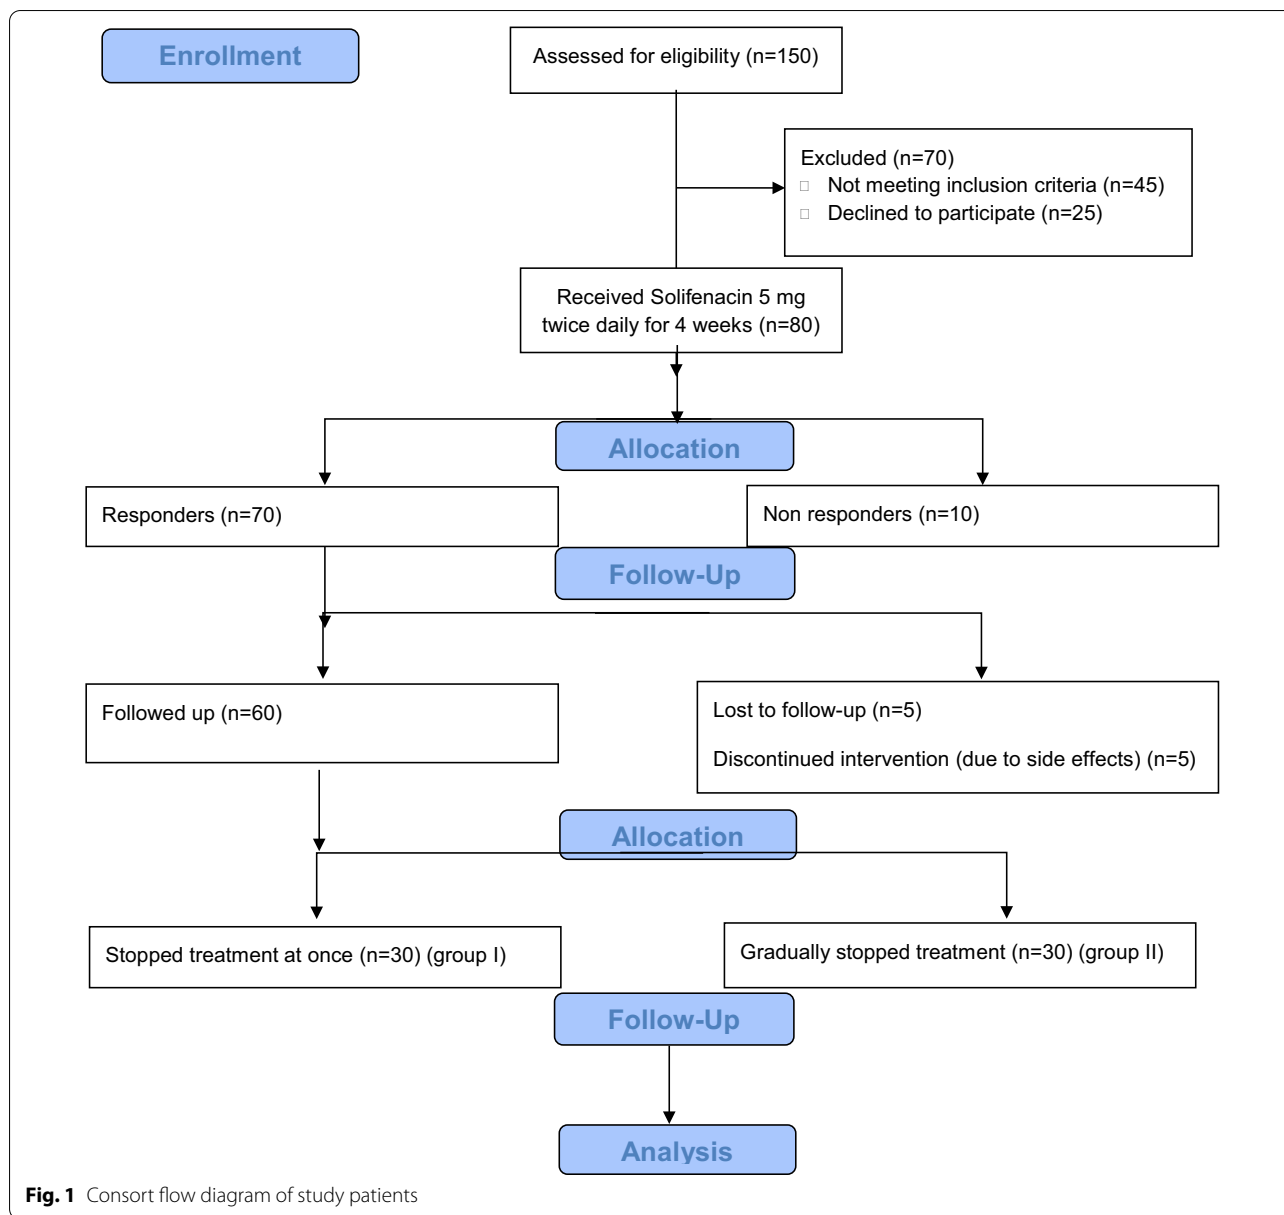 Enrollment
Assessed for eligibility (n=150)
Excluded (n=70)
Not meeting inclusion criteria (n=45)
Declined to participate (n=25)
Received Solifenacin 5 mg
twice daily for 4 weeks (n=80)
Allocation
Responders (n=70)
Non responders (n=10)
Follow-Up
Followed up (n=60)
Lost to follow-up (n=5)
Discontinued intervention (due to side effects) (n=5)
Allocation
Stopped treatment at once (n=30) (group I)
Gradually stopped treatment (n=30) (group II)
Follow-Up
Analysis
Fig. 1 Consort flow diagram of study patients